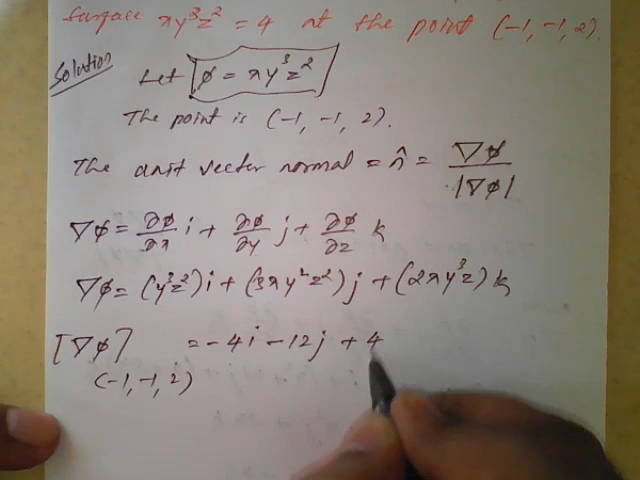 surface xy³z² = 4 at the point (-1, -1, 2).
Solution
Let ϕ = xy³z²
The point is (-1, -1, 2).
The unit vector normal = n̂ = ∇ϕ / |∇ϕ|
∇ϕ = ∂ϕ/∂x i + ∂ϕ/∂y j + ∂ϕ/∂z k
∇ϕ = (y³z²)i + (3xy²z²)j + (2xy³z)k
[∇ϕ] = -4i - 12j + 4
(-1, -1, 2)